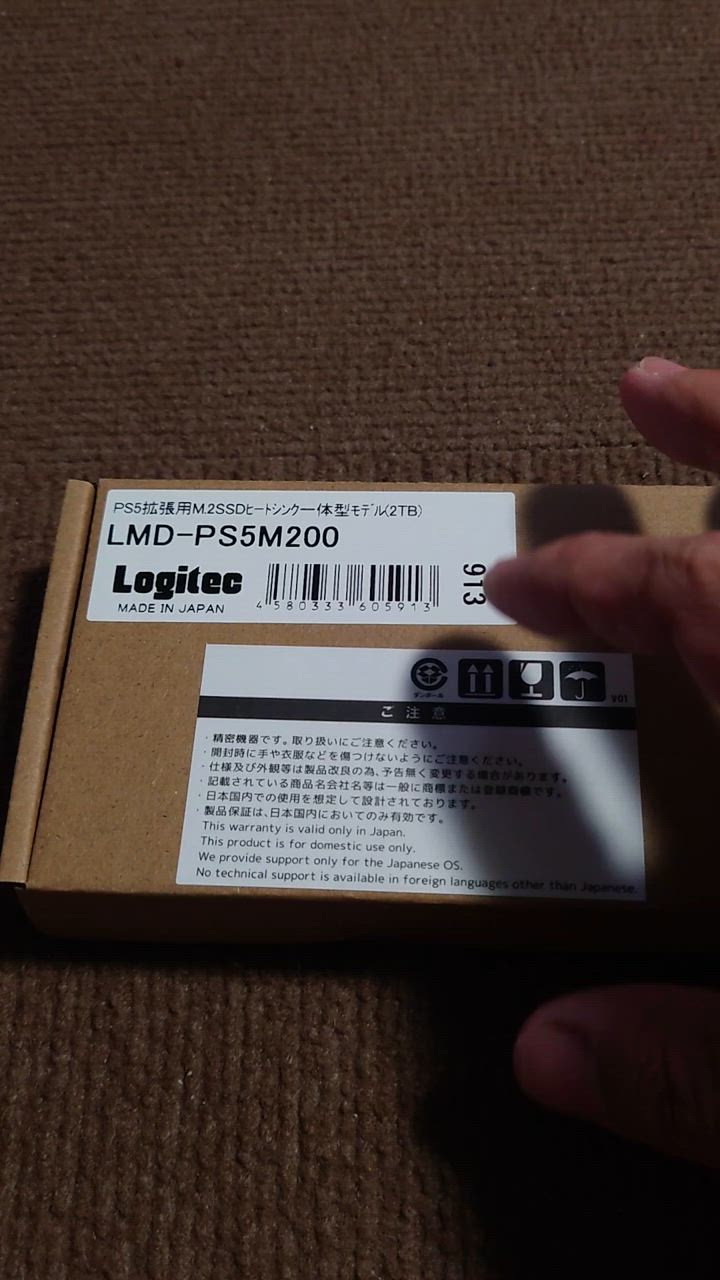 PS5拡張用M.2SSDヒートシンク一体型モデル(2TB)
LMD-PS5M200
Logitec
MADE IN JAPAN
4 580333 605913
913
ダンボール
V01
ご注意
・精密機器です。取り扱いにご注意ください。
・開封時に手や衣服などを傷つけないようにご注意ください。
・仕様及び外観等は製品改良の為、予告無く変更する場合があります。
・記載されている商品名会社名等は一般に商標または登録商標です。
・日本国内での使用を想定して設計されております。
・製品保証は、日本国内においてのみ有効です。
This warranty is valid only in Japan.
This product is for domestic use only.
We provide support only for the Japanese OS.
No technical support is available in foreign languages other than Japanese.